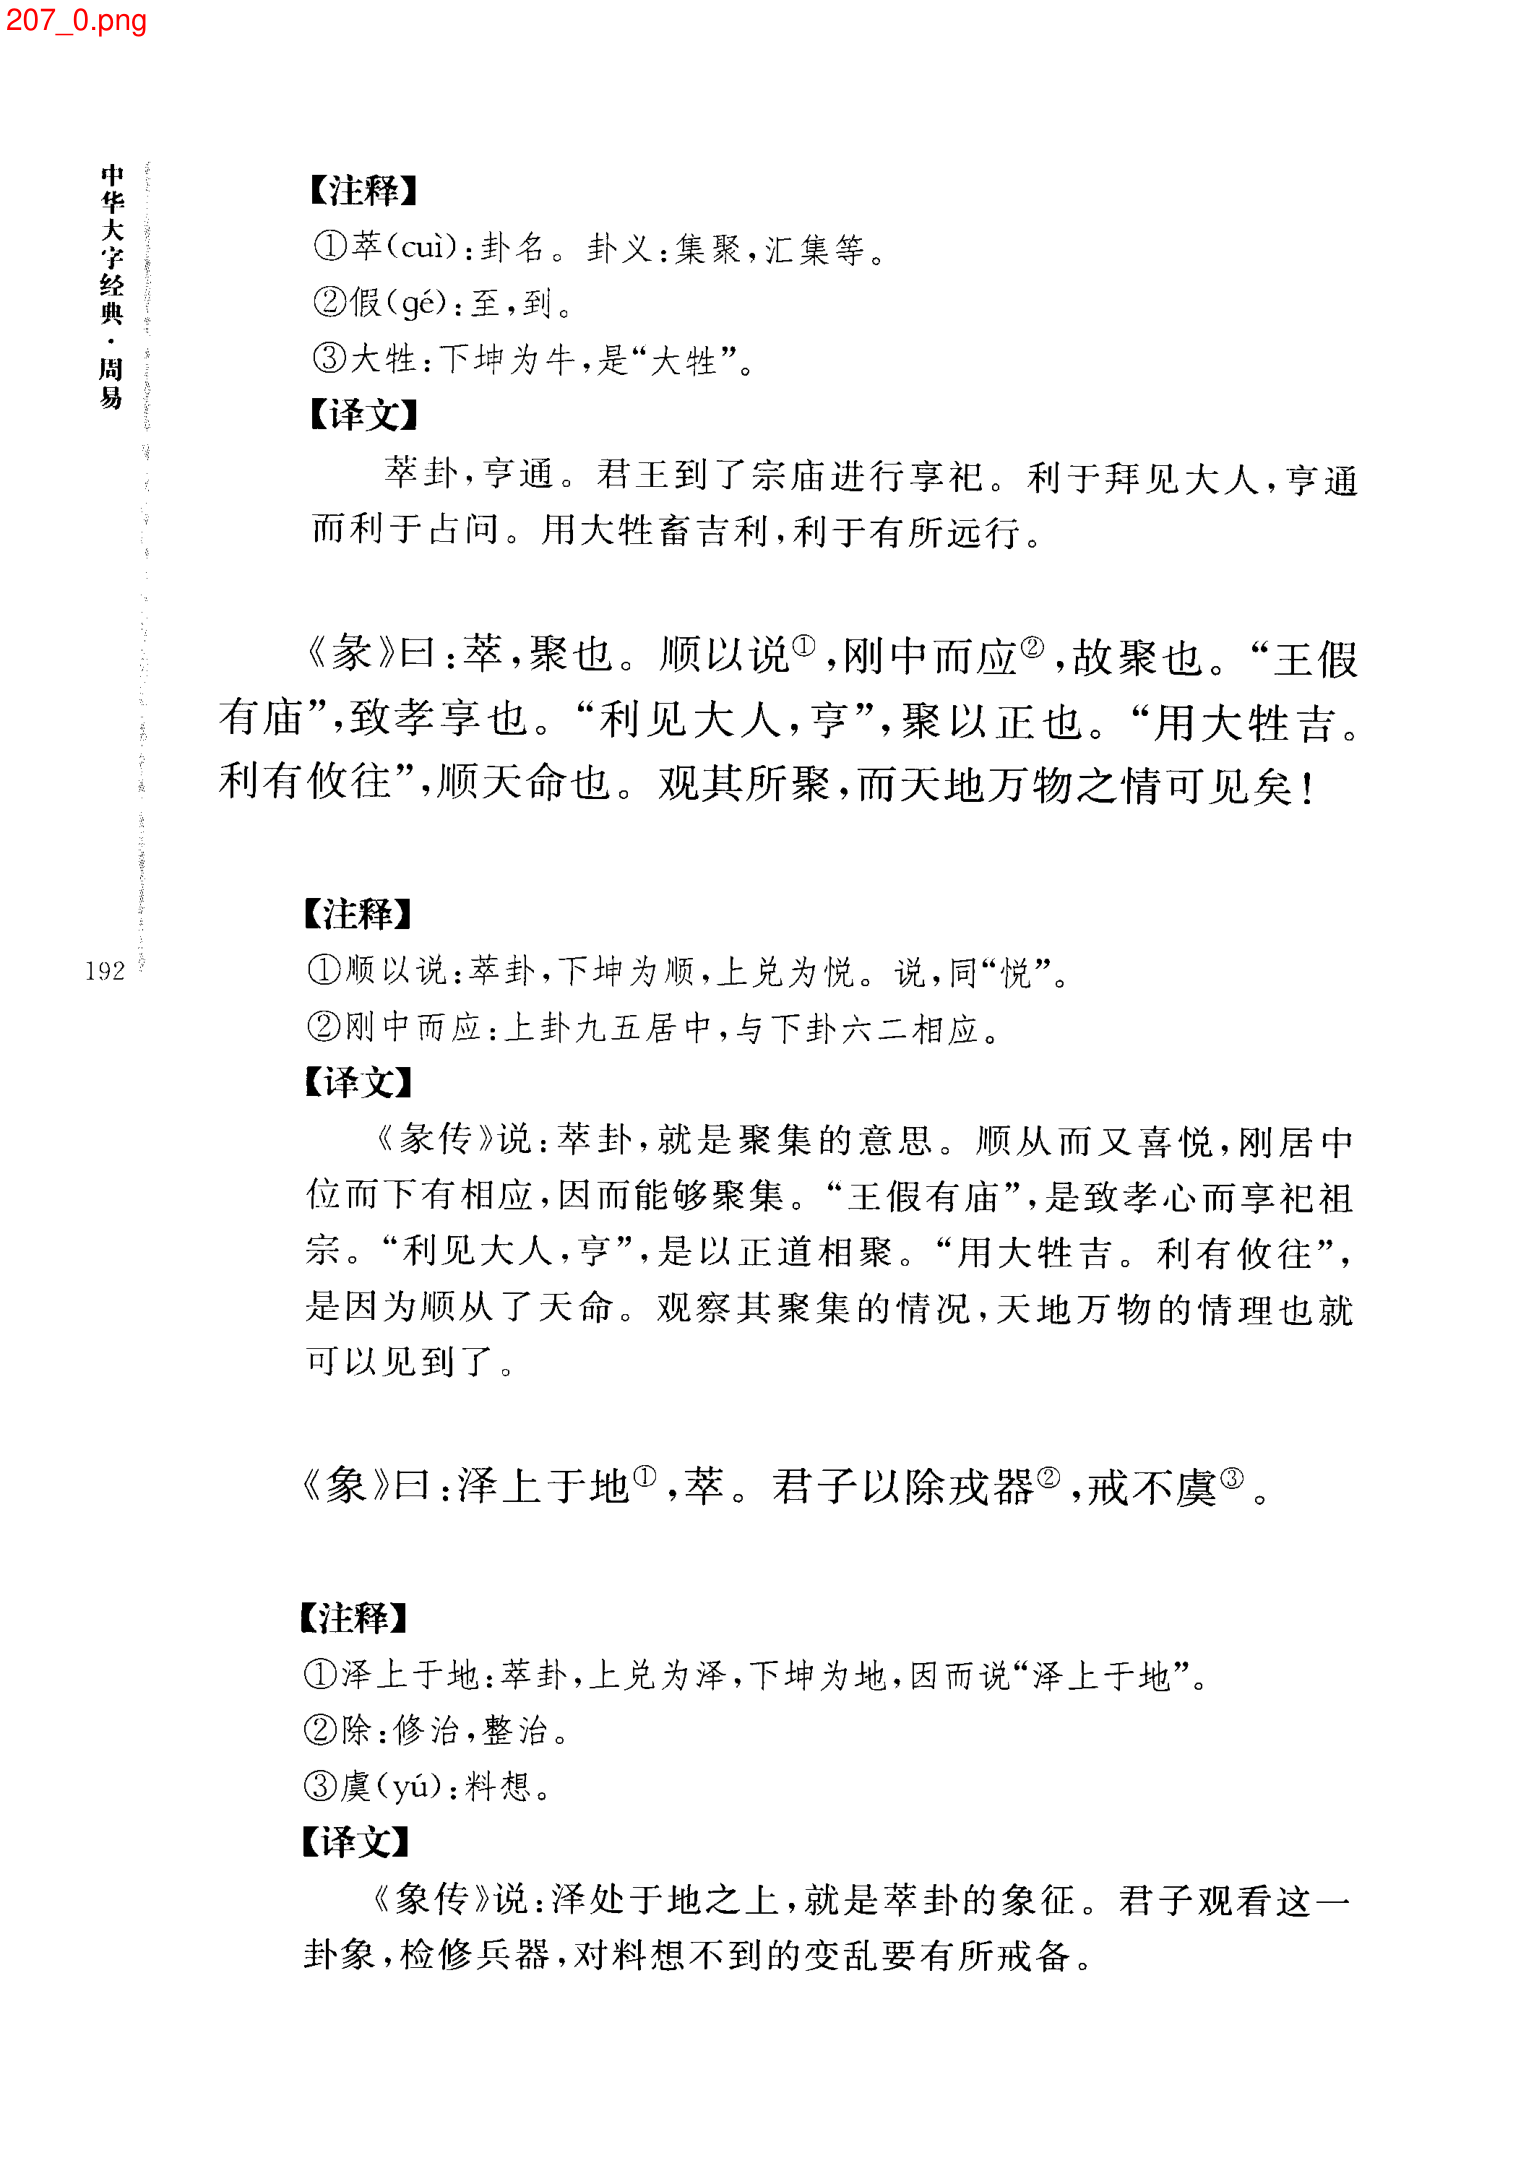 207_0.png
中华大字经典·周易
【注释】
①萃(cuì):卦名。卦义:集聚,汇集等。
②假(gé):至,到。
③大牲:下坤为牛,是“大牲”。
【译文】
萃卦,亨通。君王到了宗庙进行享祀。利于拜见大人,亨通
而利于占问。用大牲畜吉利,利于有所远行。
《彖》曰:萃,聚也。顺以说①,刚中而应②,故聚也。“王假
有庙”,致孝享也。“利见大人,亨”,聚以正也。“用大牲吉。
利有攸往”,顺天命也。观其所聚,而天地万物之情可见矣!
【注释】
192
①顺以说:萃卦,下坤为顺,上兑为悦。说,同“悦”。
②刚中而应:上卦九五居中,与下卦六二相应。
【译文】
《彖传》说:萃卦,就是聚集的意思。顺从而又喜悦,刚居中
位而下有相应,因而能够聚集。“王假有庙”,是致孝心而享祀祖
宗。“利见大人,亨”,是以正道相聚。“用大牲吉。利有攸往”,
是因为顺从了天命。观察其聚集的情况,天地万物的情理也就
可以见到了。
《象》曰:泽上于地①,萃。君子以除戎器②,戒不虞③。
【注释】
①泽上于地:萃卦,上兑为泽,下坤为地,因而说“泽上于地”。
②除:修治,整治。
③虞(yú):料想。
【译文】
《象传》说:泽处于地之上,就是萃卦的象征。君子观看这一
卦象,检修兵器,对料想不到的变乱要有所戒备。